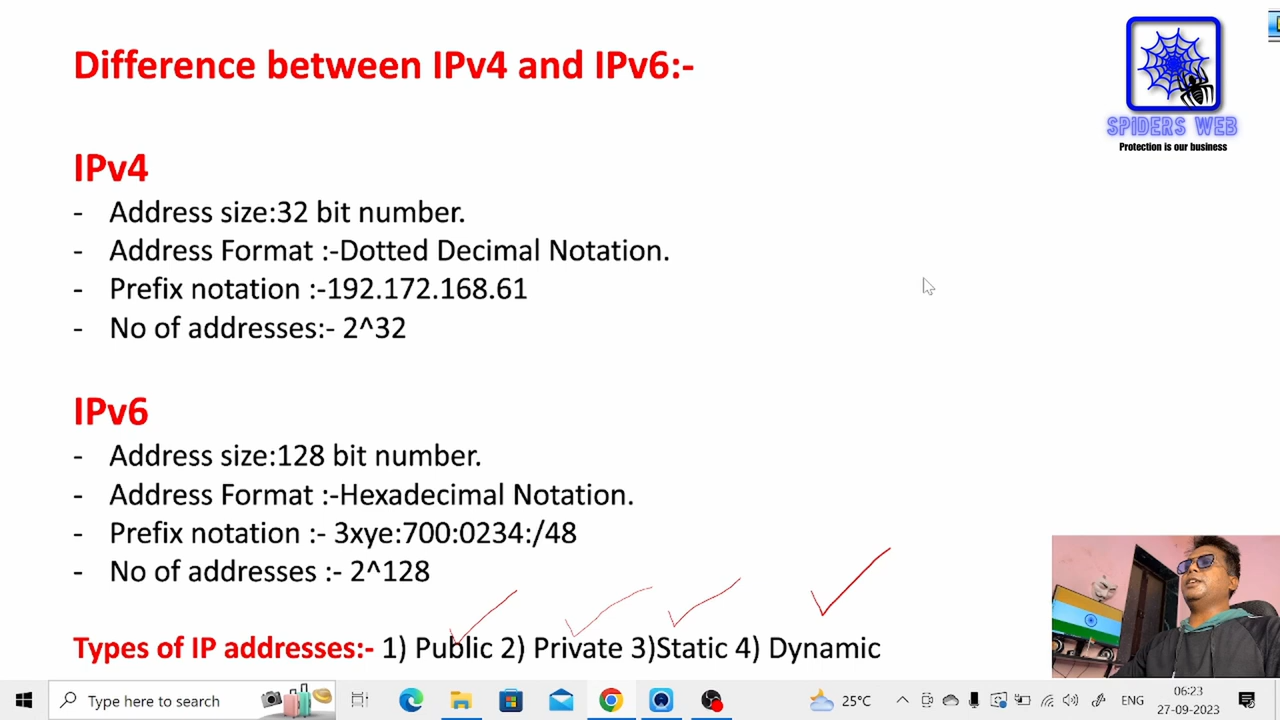 Difference between IPv4 and IPv6:-
SPiDERS WEB
Protection is our business
IPv4
- Address size:32 bit number.
- Address Format :-Dotted Decimal Notation.
- Prefix notation :-192.172.168.61
- No of addresses:- 2^32
IPv6
- Address size:128 bit number.
- Address Format :-Hexadecimal Notation.
- Prefix notation :- 3xye:700:0234:/48
- No of addresses :- 2^128
Types of IP addresses:- 1) Public 2) Private 3)Static 4) Dynamic
Type here to search
25°C
ENG
06:23
27-09-2023